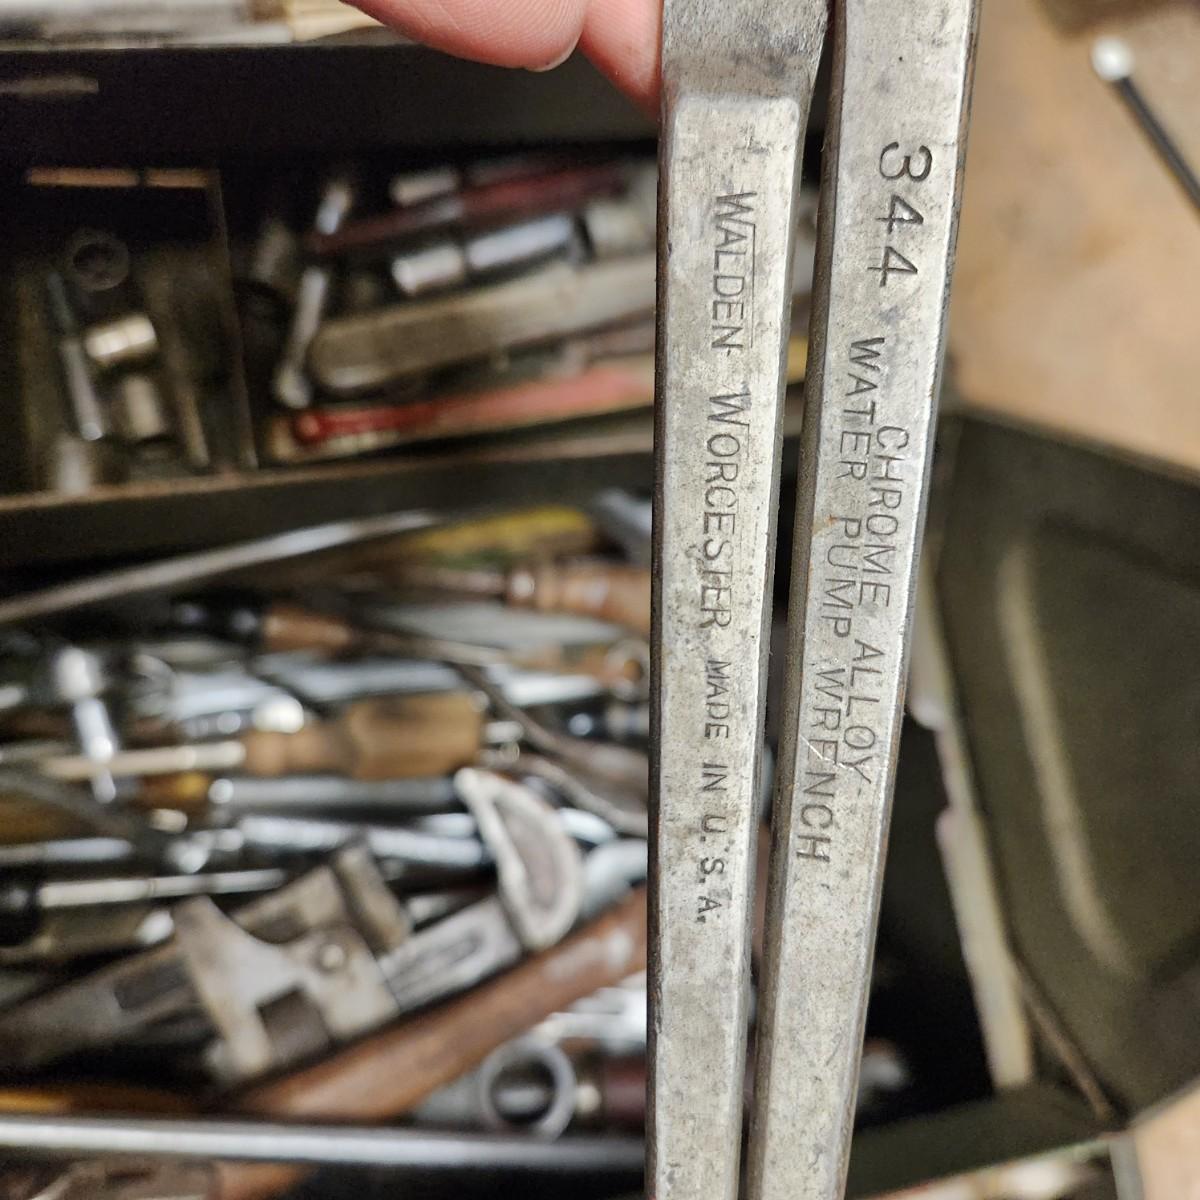 WALDEN WORCESTER MADE IN U.S.A.
344 CHROME ALLOY
WATER PUMP WRENCH